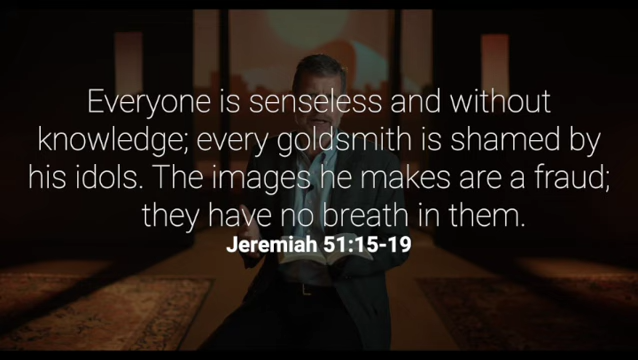 Everyone is senseless and without
knowledge; every goldsmith is shamed by
his idols. The images he makes are a fraud;
they have no breath in them.
Jeremiah 51:15-19